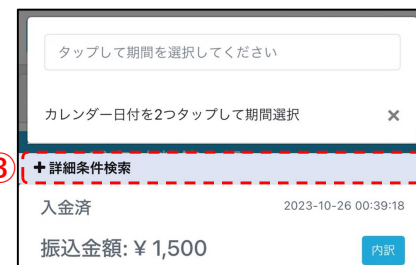 タップして期間を選択してください
カレンダー日付を2つタップして期間選択 ×
③ +詳細条件検索
入金済 2023-10-26 00:39:18
振込金額:¥1,500 内訳